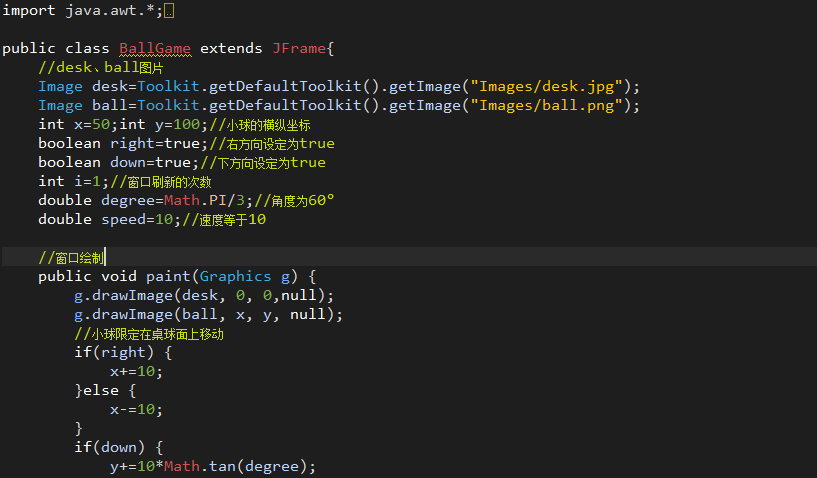 import java.awt.*;
public class BallGame extends JFrame{
//desk、ball图片
Image desk=Toolkit.getDefaultToolkit().getImage("Images/desk.jpg");
Image ball=Toolkit.getDefaultToolkit().getImage("Images/ball.png");
int x=50;int y=100;//小球的横纵坐标
boolean right=true;//右方向设定为true
boolean down=true;//下方向设定为true
int i=1;//窗口刷新的次数
double degree=Math.PI/3;//角度为60°
double speed=10;//速度等于10
//窗口绘制
public void paint(Graphics g) {
g.drawImage(desk, 0, 0,null);
g.drawImage(ball, x, y, null);
//小球限定在桌球面上移动
if(right) {
x+=10;
}else {
x-=10;
}
if(down) {
y+=10*Math.tan(degree);